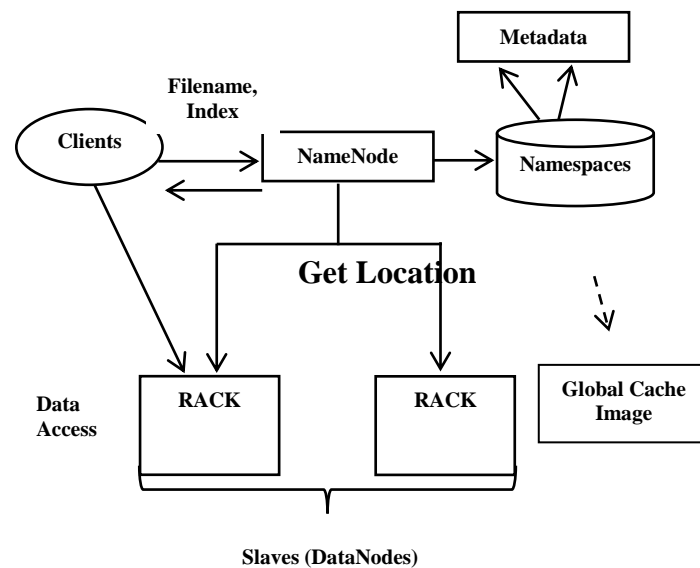 Metadata
Filename,
Index
Clients
NameNode
Namespaces
Get Location
Data
Access
RACK
RACK
Global Cache
Image
Slaves (DataNodes)